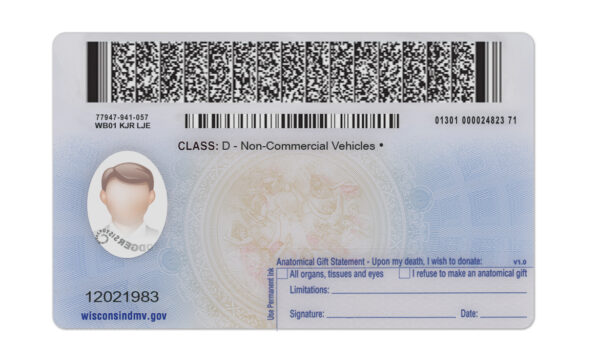 77947-941-057
WB01 KJR LJE
01301 000024823 71
CLASS: D - Non-Commercial Vehicles •
Anatomical Gift Statement - Upon my death, I wish to donate: v1.0
All organs, tissues and eyes
I refuse to make an anatomical gift
Limitations:
Signature: Date:
Use Permanent Ink
12021983
wisconsindmv.gov